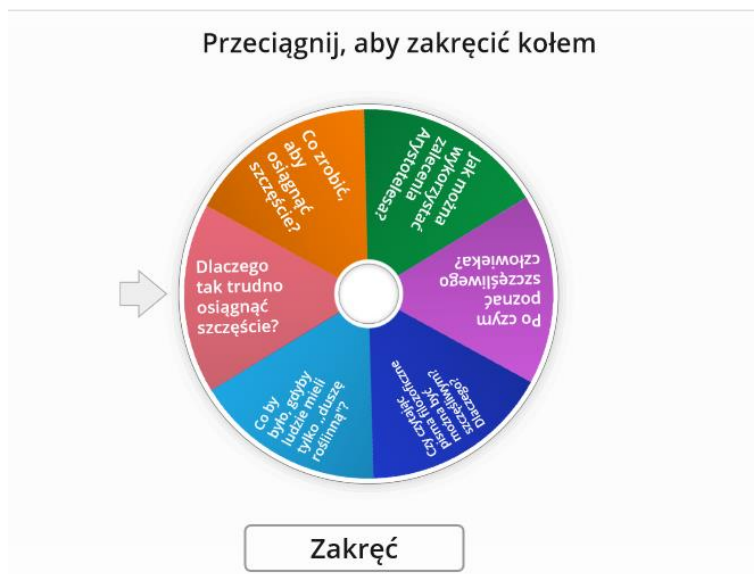 Przeciągnij, aby zakręcić kołem
Co zrobić,
aby
osiągnąć
szczęście?
Jak można
wykorzystać
zalecenia
Arystotelesa?
Po czym
poznać
szczęśliwego
człowieka?
Czy czytając
pisma filozoficzne
można być
szczęśliwym?
Dlaczego?
Co by
było, gdyby
ludzie mieli
tylko „duszę
roślinną"?
Dlaczego
tak trudno
osiągnąć
szczęście?
Zakręć